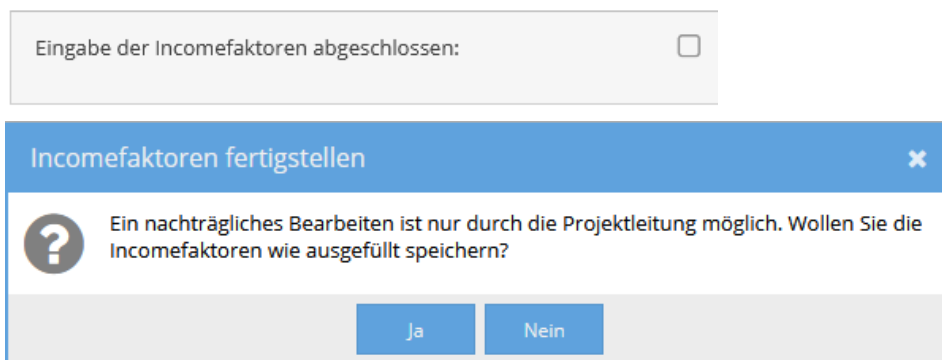 Eingabe der Incomefaktoren abgeschlossen:
Incomefaktoren fertigstellen
Ein nachträgliches Bearbeiten ist nur durch die Projektleitung möglich. Wollen Sie die
Incomefaktoren wie ausgefüllt speichern?
Ja
Nein